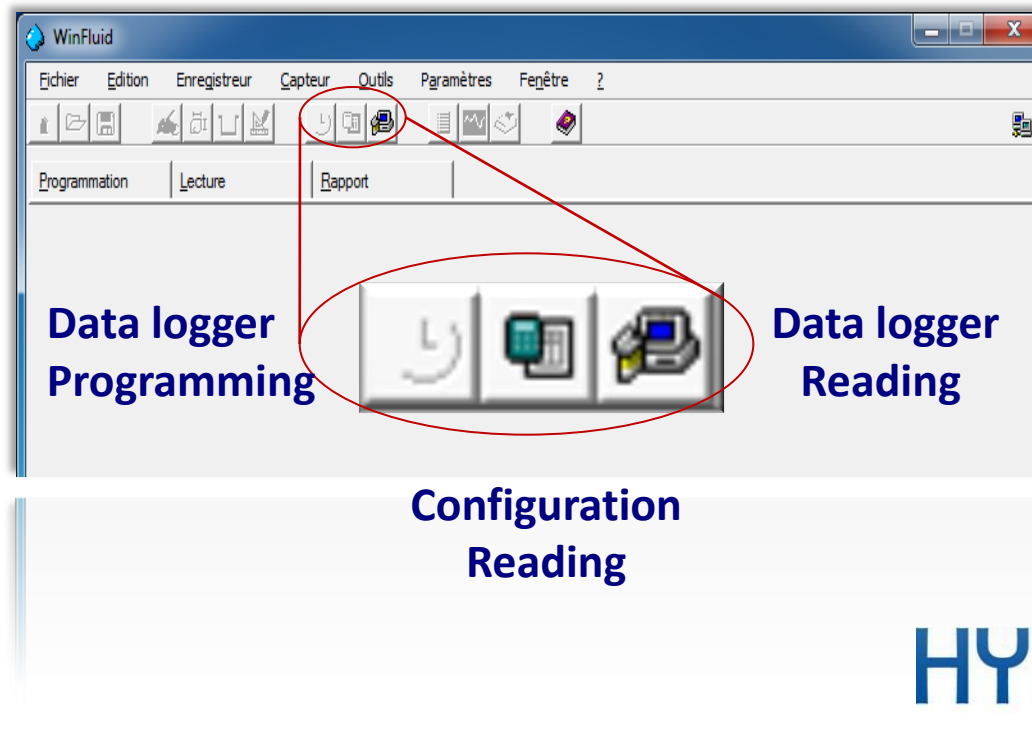 WinFluid
Fichier Edition Enregistreur Capteur Outils Paramètres Fenêtre ?
Programmation Lecture Rapport
Data logger
Programming
Data logger
Reading
Configuration
Reading
HY